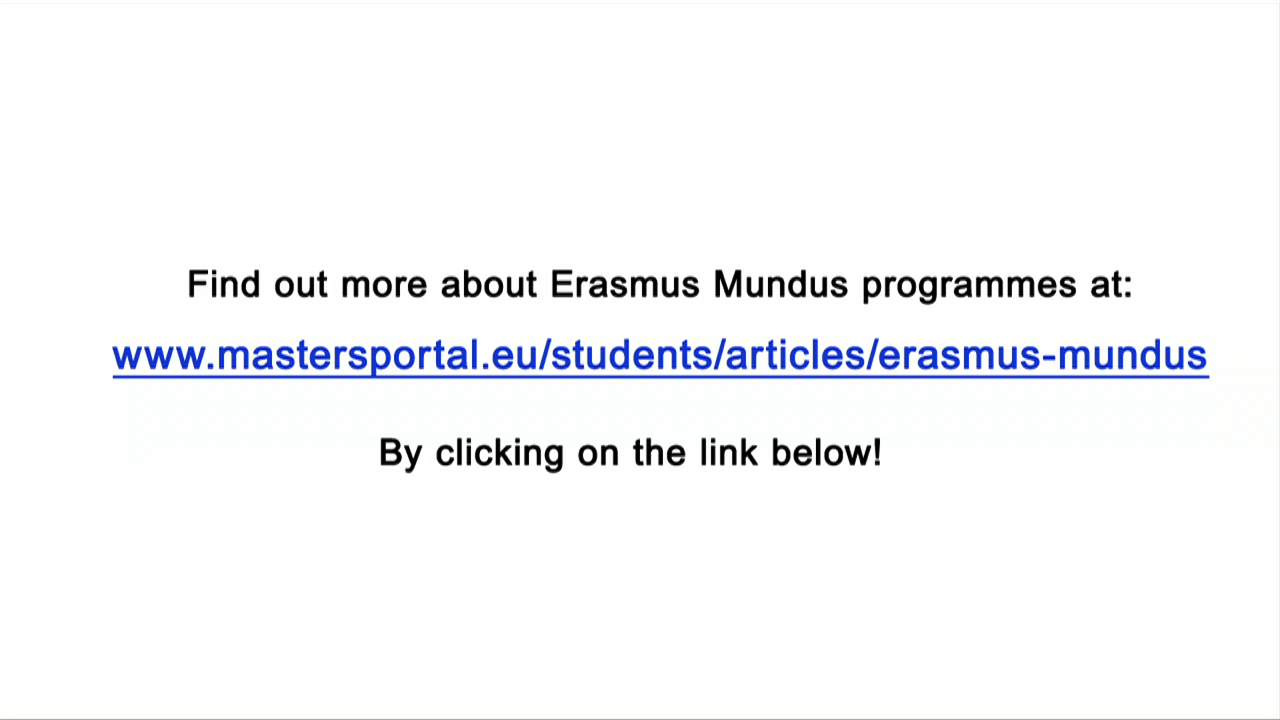 Find out more about Erasmus Mundus programmes at:
www.mastersportal.eu/students/articles/erasmus-mundus
By clicking on the link below!